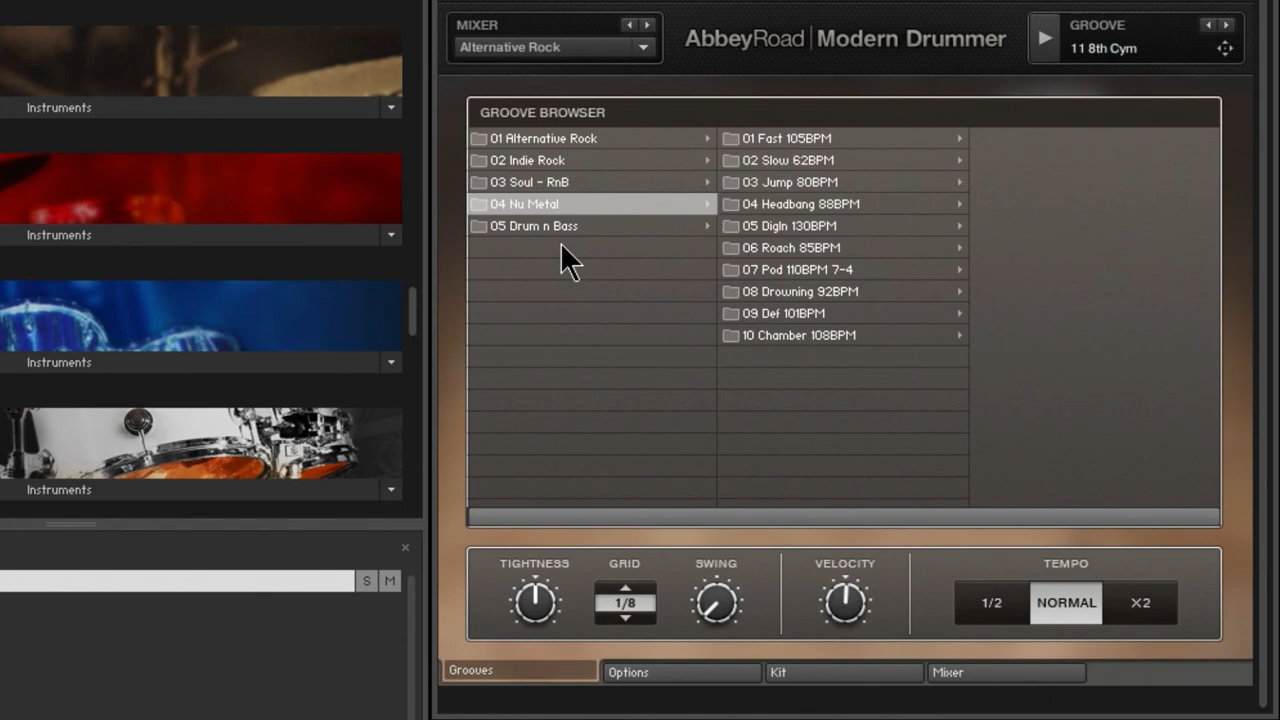 MIXER
Alternative Rock
AbbeyRoad | Modern Drummer
GROOVE
11 8th Cym
Instruments
Instruments
Instruments
Instruments
S M
GROOVE BROWSER
01 Alternative Rock
02 Indie Rock
03 Soul - RnB
04 Nu Metal
05 Drum n Bass
01 Fast 105BPM
02 Slow 62BPM
03 Jump 80BPM
04 Headbang 88BPM
05 DigIn 130BPM
06 Roach 85BPM
07 Pod 110BPM 7-4
08 Drowning 92BPM
09 Def 101BPM
10 Chamber 108BPM
TIGHTNESS
GRID
1/8
SWING
VELOCITY
TEMPO
1/2 NORMAL X2
Grooves
Options
Kit
Mixer